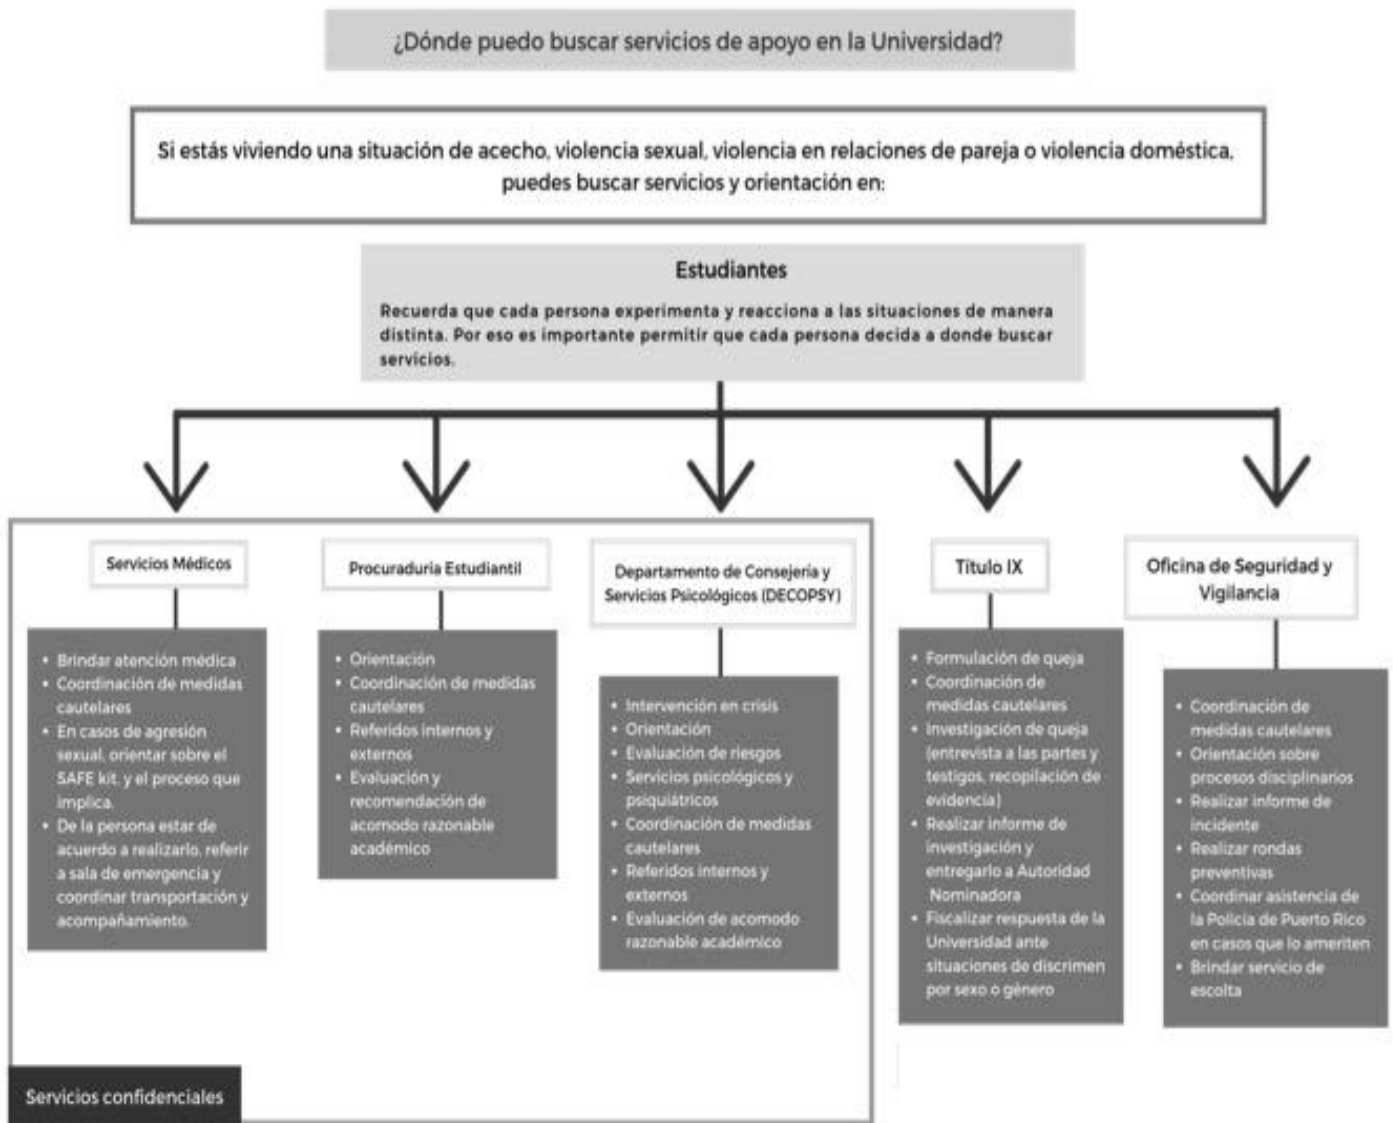 ¿Dónde puedo buscar servicios de apoyo en la Universidad?
Si estás viviendo una situación de acecho, violencia sexual, violencia en relaciones de pareja o violencia doméstica,
puedes buscar servicios y orientación en:
Estudiantes
Recuerda que cada persona experimenta y reacciona a las situaciones de manera
distinta. Por eso es importante permitir que cada persona decida a donde buscar
servicios.
Servicios Médicos
• Brindar atención médica
• Coordinación de medidas
cautelares
• En casos de agresión
sexual, orientar sobre el
SAFE kit. y el proceso que
implica.
• De la persona estar de
acuerdo a realizarlo, referir
a sala de emergencia y
coordinar transportación y
acompañamiento.
Procuraduría Estudiantil
• Orientación
• Coordinación de medidas
cautelares
• Referidos internos y
externos
• Evaluación y
recomendación de
acomodo razonable
académico
Departamento de Consejería y
Servicios Psicológicos (DECOPSY)
• Intervención en crisis
• Orientación
• Evaluación de riesgos
• Servicios psicológicos y
psiquiátricos
• Coordinación de medidas
cautelares
• Referidos internos y
externos
• Evaluación de acomodo
razonable académico
Título IX
• Formulación de queja
• Coordinación de
medidas cautelares
• Investigación de queja
(entrevista a las partes y
testigos, recopilación de
evidencia)
• Realizar informe de
investigación y
entregarlo a Autoridad
Nominadora
• Fiscalizar respuesta de la
Universidad ante
situaciones de discrimen
por sexo o género
Oficina de Seguridad y
Vigilancia
• Coordinación de
medidas cautelares
• Orientación sobre
procesos disciplinarios
• Realizar informe de
incidente
• Realizar rondas
preventivas
• Coordinar asistencia de
la Policía de Puerto Rico
en casos que lo ameriten
• Brindar servicio de
escolta
Servicios confidenciales